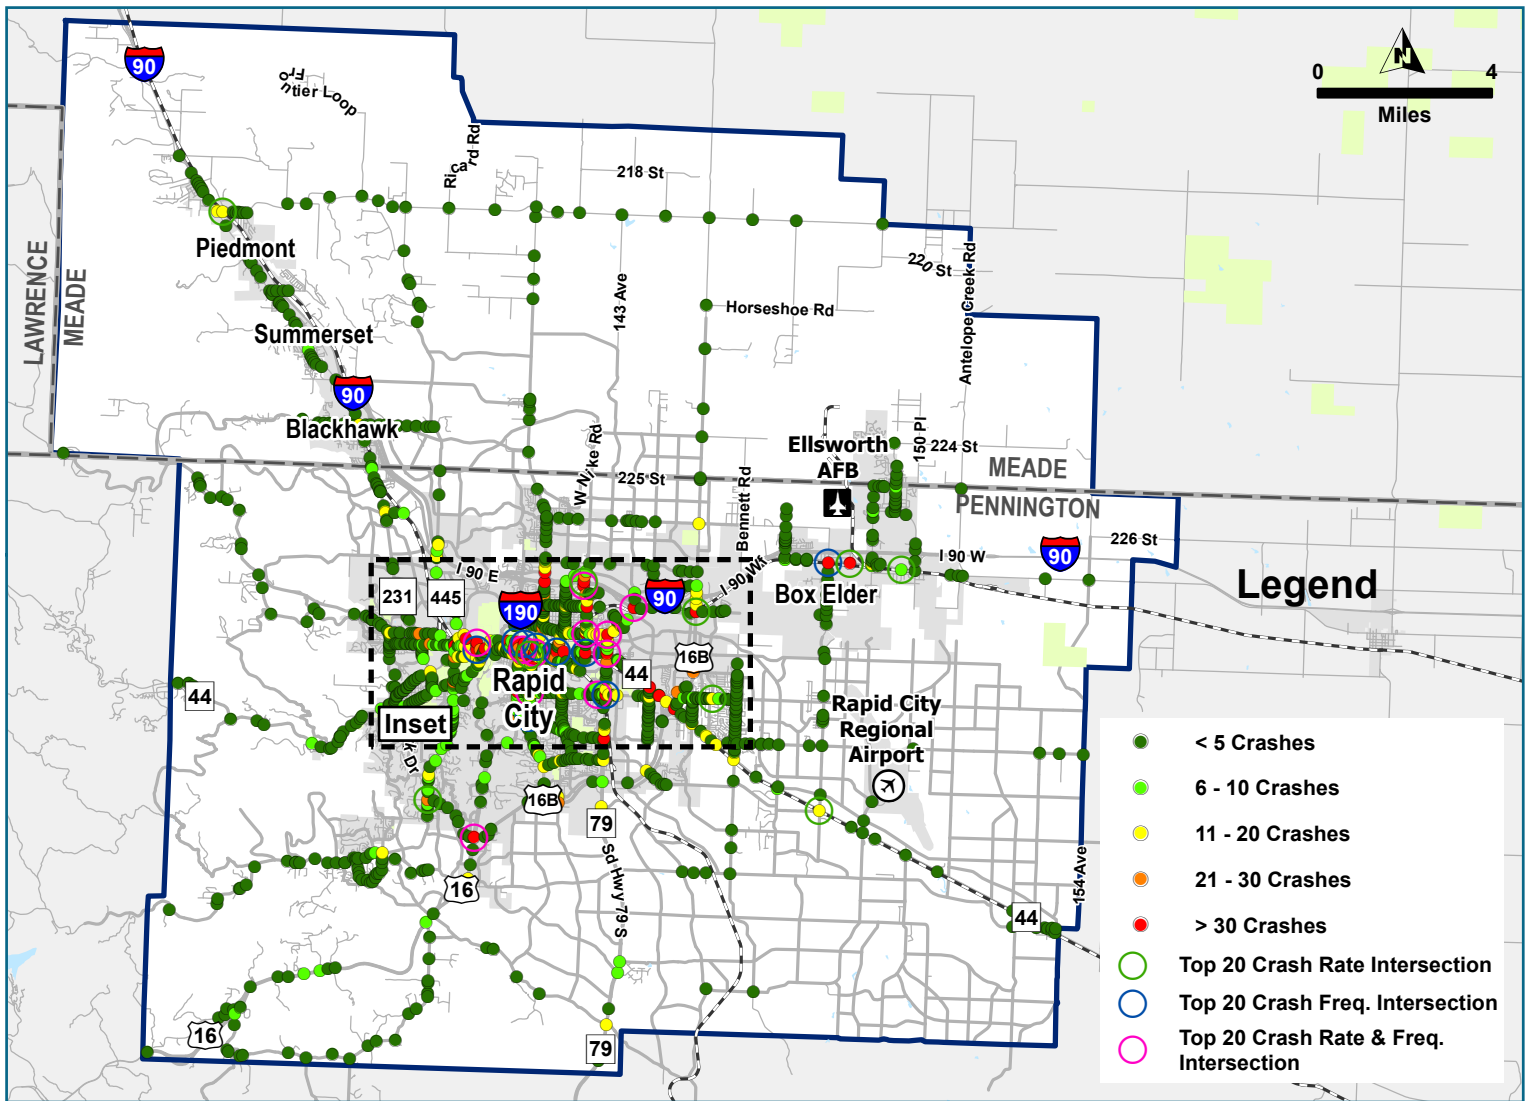 90
Frontier Loop
Ricard Rd
218 St
N
0 4
Miles
Piedmont
LAWRENCE
MEADE
220 St
Antelope Creek Rd
143 Ave
Horseshoe Rd
Summerset
90
Blackhawk
W Nike Rd
225 St
Bennett Rd
Ellsworth
AFB
150 Pl
224 St
MEADE
PENNINGTON
226 St
I 90 W
90
I 90 E
I 90 W
231
445
190
90
Box Elder
Legend
16B
44
44
Rapid
City
Inset
k Dr
Rapid City
Regional
Airport
16B
79
Sd Hwy 79 S
16
154 Ave
44
16
79
< 5 Crashes
6 - 10 Crashes
11 - 20 Crashes
21 - 30 Crashes
> 30 Crashes
Top 20 Crash Rate Intersection
Top 20 Crash Freq. Intersection
Top 20 Crash Rate & Freq.
Intersection